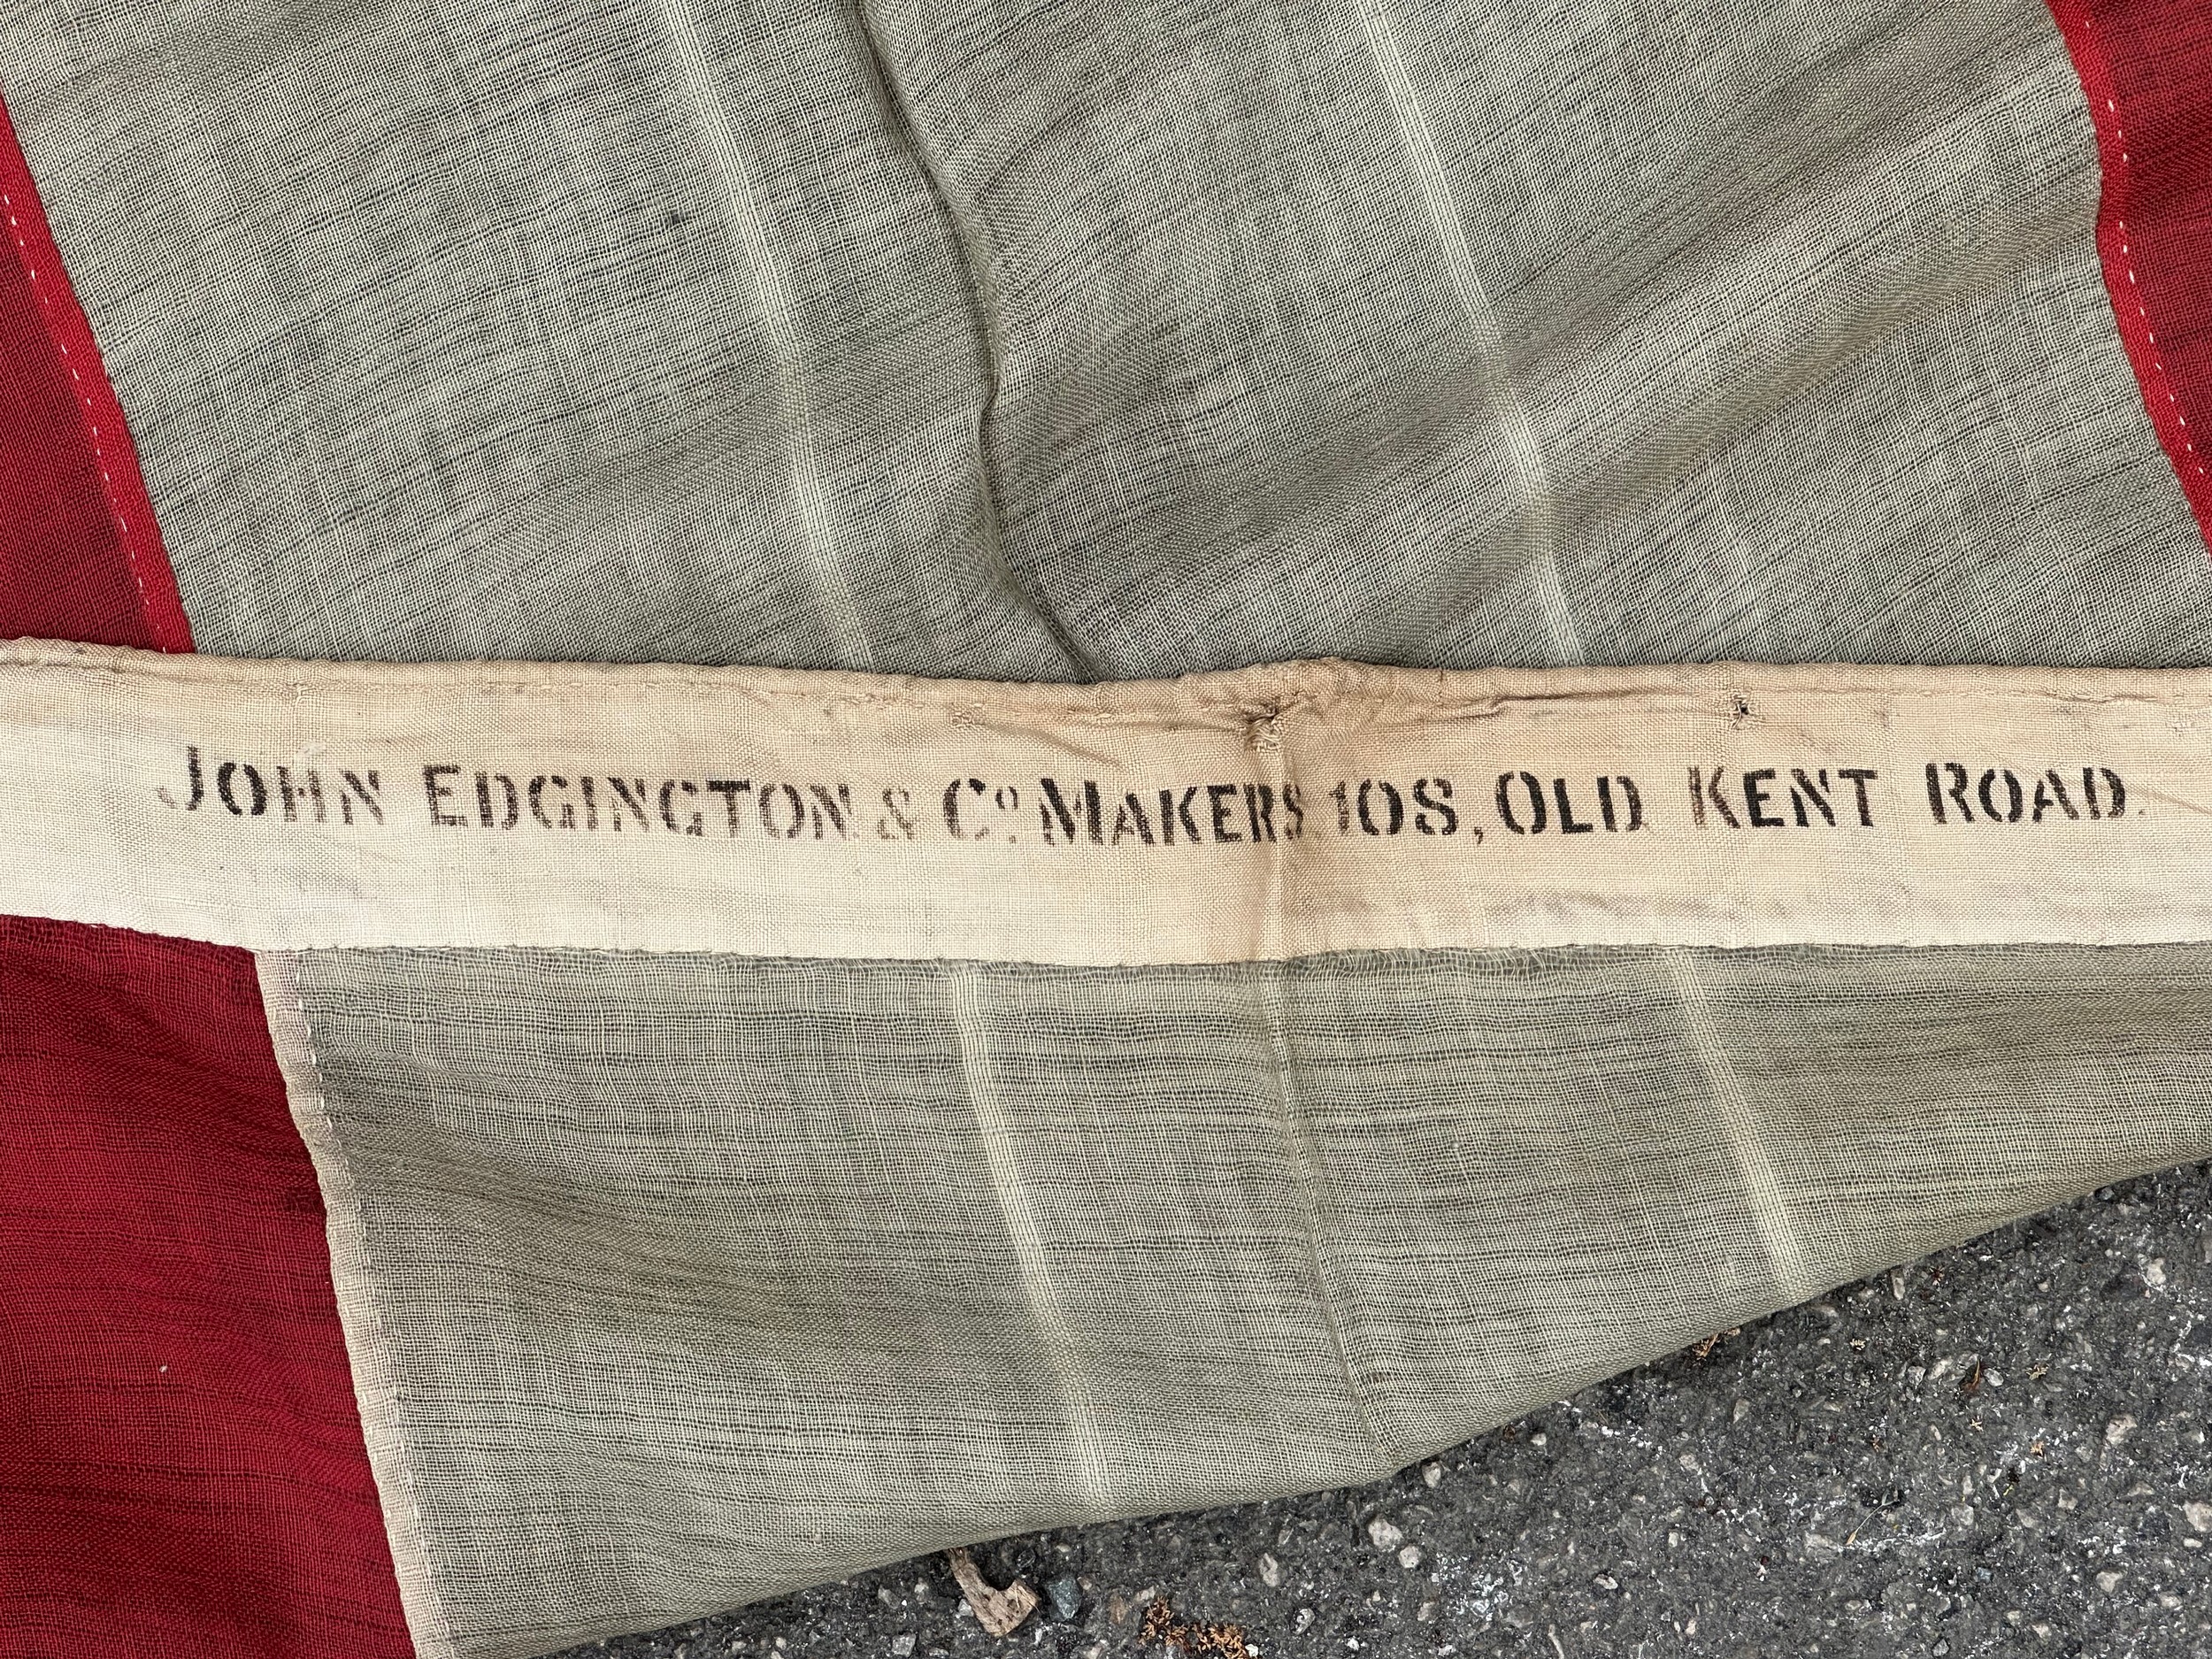 JOHN EDGINGTON & Cº. MAKERS 108, OLD KENT ROAD.